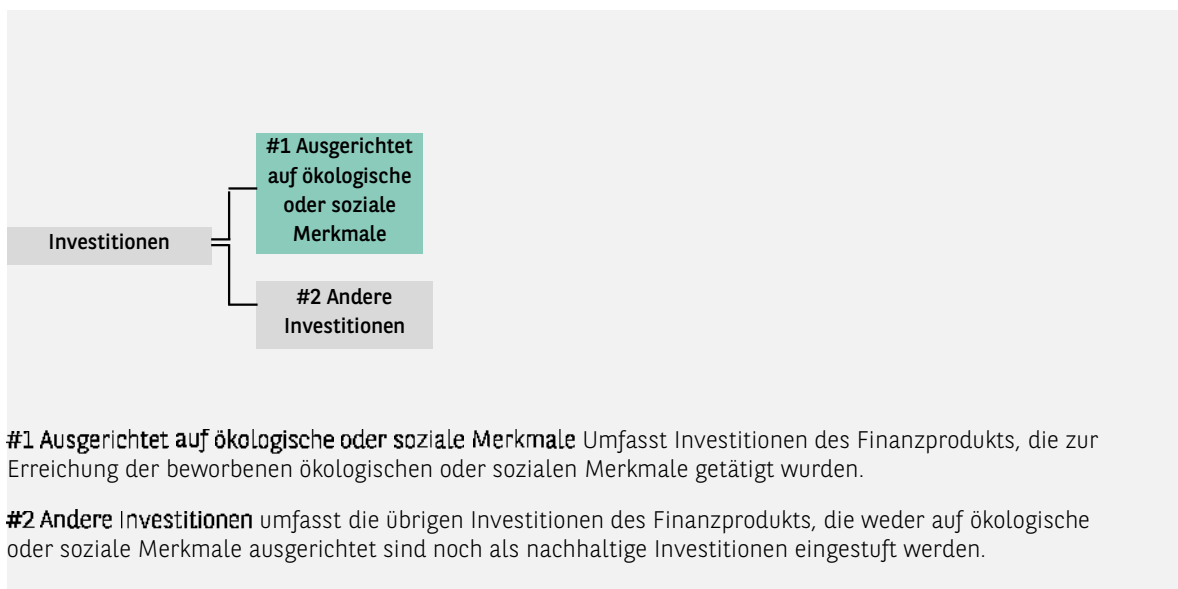 #1 Ausgerichtet
auf ökologische
oder soziale
Merkmale
Investitionen
#2 Andere
Investitionen
#1 Ausgerichtet auf ökologische oder soziale Merkmale Umfasst Investitionen des Finanzprodukts, die zur
Erreichung der beworbenen ökologischen oder sozialen Merkmale getätigt wurden.
#2 Andere Investitionen umfasst die übrigen Investitionen des Finanzprodukts, die weder auf ökologische
oder soziale Merkmale ausgerichtet sind noch als nachhaltige Investitionen eingestuft werden.